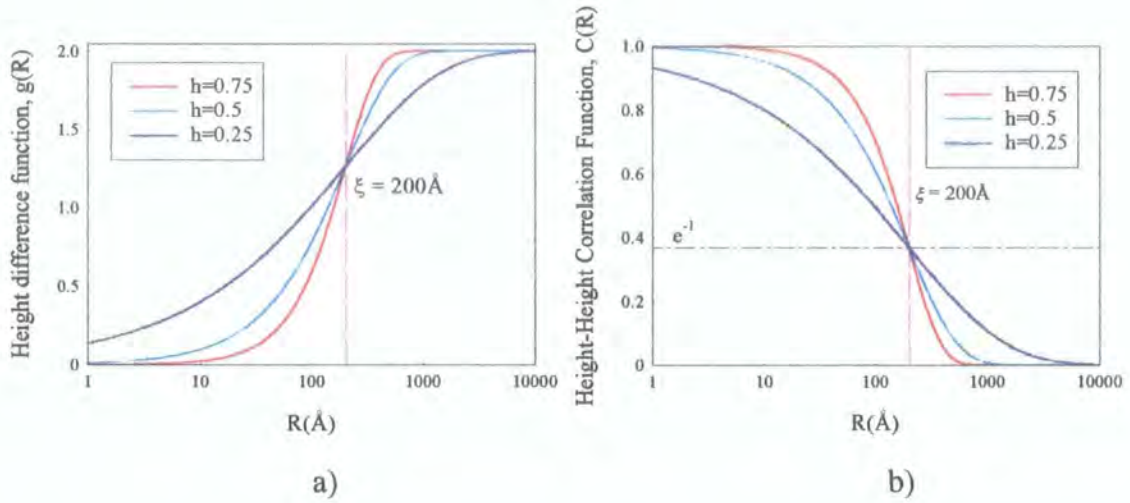 Height difference function, g(R)
2.0
1.5
1.0
0.5
0
h=0.75
h=0.5
h=0.25
ξ = 200Å
1
10
100
1000
10000
R(Å)
a)
Height-Height Correlation Function, C(R)
1.0
0.8
0.6
0.4
0.2
0
h=0.75
h=0.5
h=0.25
ξ = 200Å
e⁻¹
1
10
100
1000
10000
R(Å)
b)